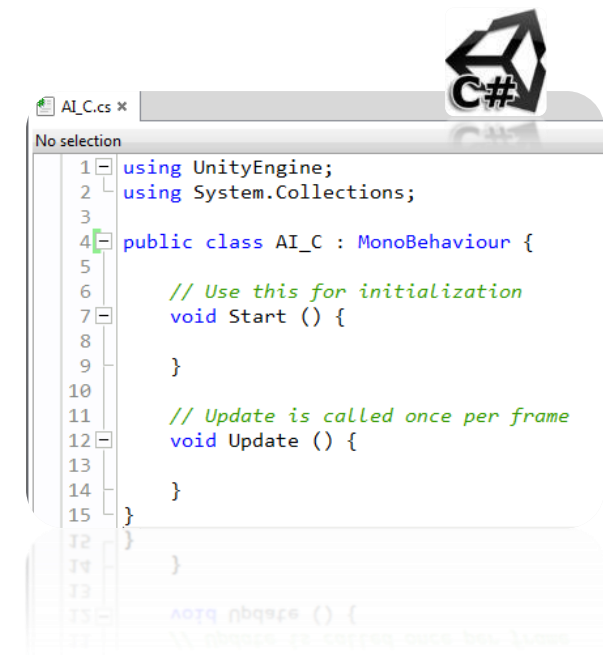 C#
AI_C.cs ×
No selection
1 using UnityEngine;
2 using System.Collections;
3
4 public class AI_C : MonoBehaviour {
5
6 // Use this for initialization
7 void Start () {
8
9 }
10
11 // Update is called once per frame
12 void Update () {
13
14 }
15 }